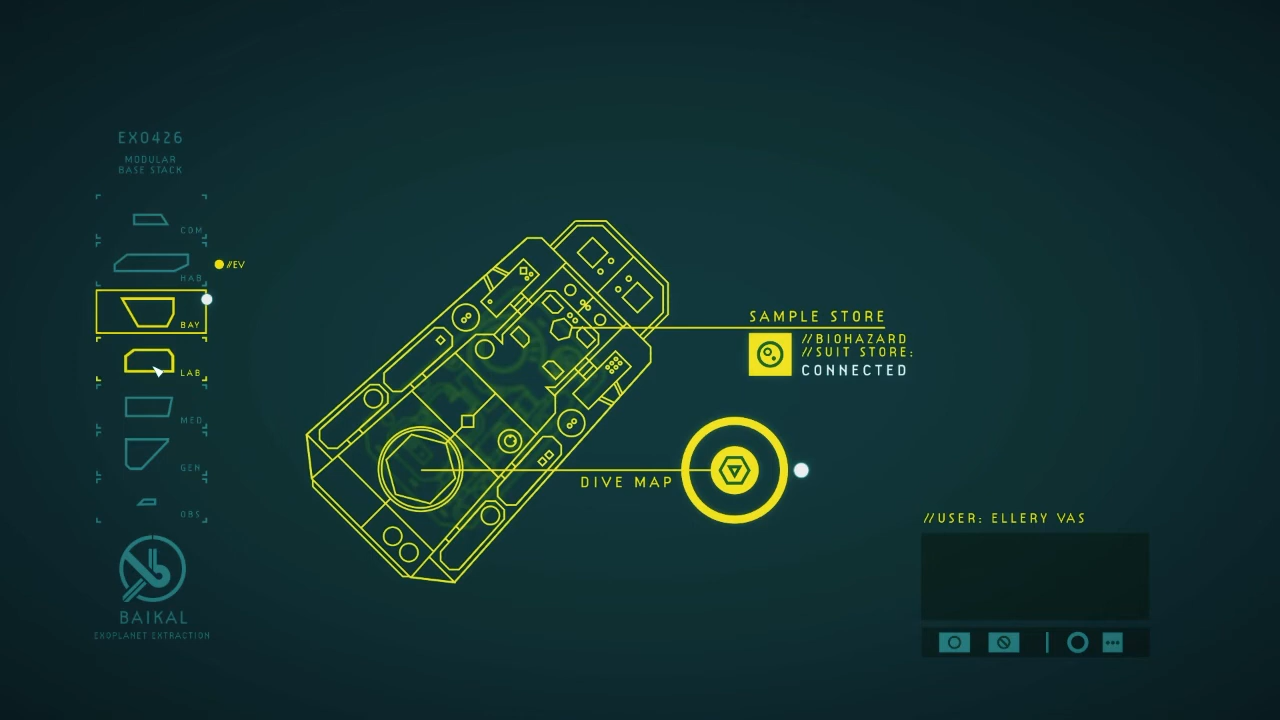 EXO426
MODULAR
BASE STACK
COM
HAB
//EV
BAY
LAB
MED
GEN
OBS
BAIKAL
EXOPLANET EXTRACTION
SAMPLE STORE
//BIOHAZARD
//SUIT STORE:
CONNECTED
DIVE MAP
//USER: ELLERY VAS